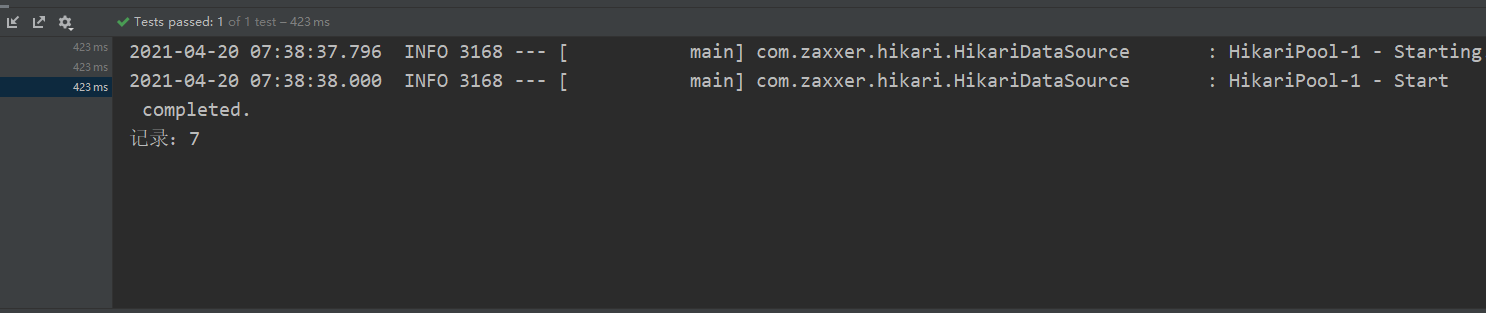 Tests passed: 1 of 1 test – 423 ms
423 ms
423 ms
423 ms
2021-04-20 07:38:37.796  INFO 3168 --- [           main] com.zaxxer.hikari.HikariDataSource       : HikariPool-1 - Starting
2021-04-20 07:38:38.000  INFO 3168 --- [           main] com.zaxxer.hikari.HikariDataSource       : HikariPool-1 - Start
completed.
记录：7